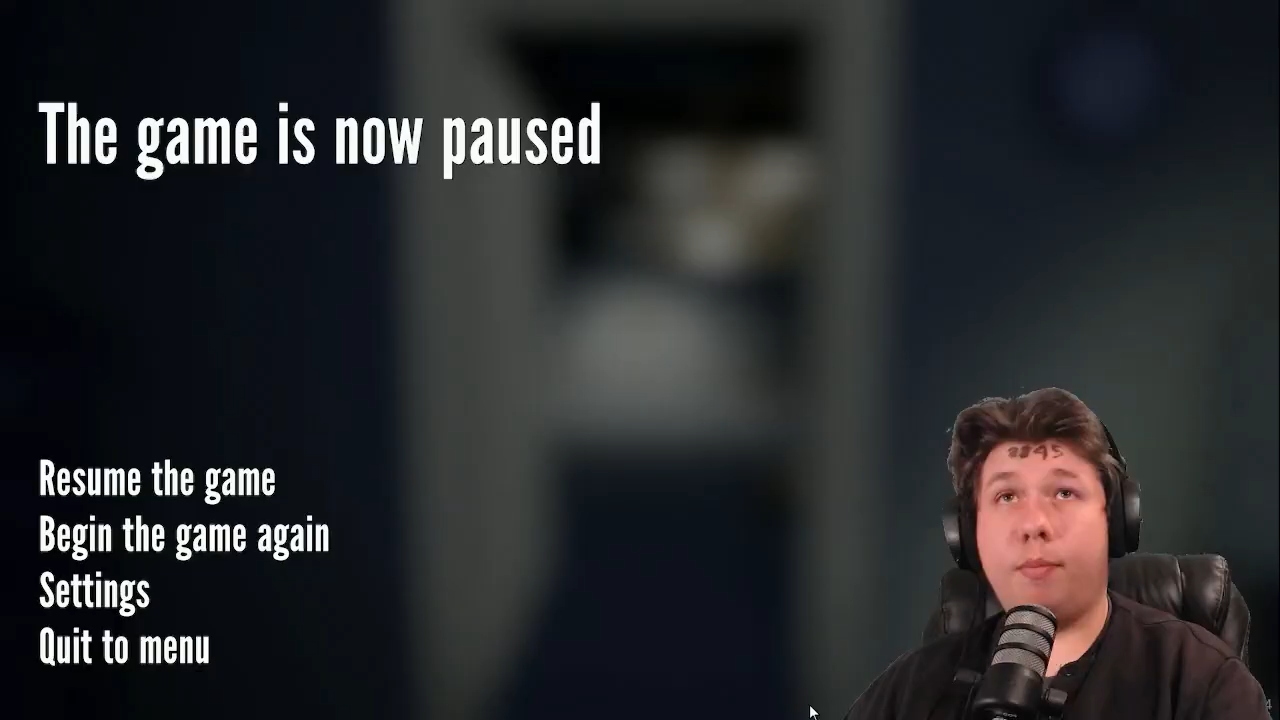 The game is now paused
Resume the game
Begin the game again
Settings
Quit to menu